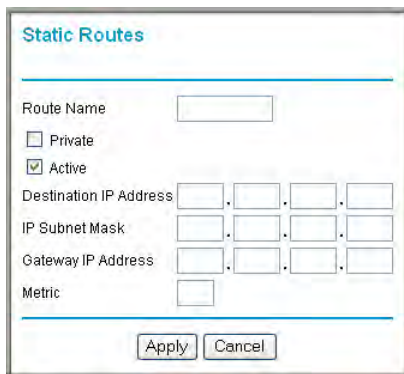 Static Routes
Route Name
Private
Active
Destination IP Address . . .
IP Subnet Mask . . .
Gateway IP Address . . .
Metric
Apply Cancel